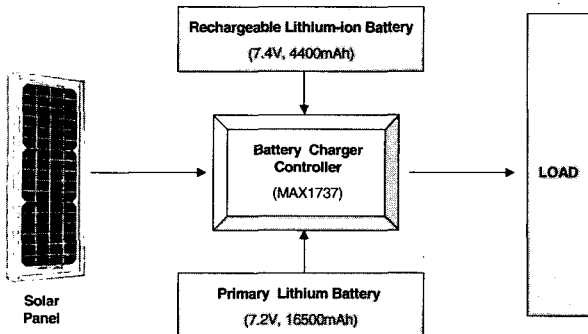 Rechargeable Lithium-ion Battery
(7.4V, 4400mAh)
Battery Charger
Controller
(MAX1737)
LOAD
Solar
Panel
Primary Lithium Battery
(7.2V, 16500mAh)